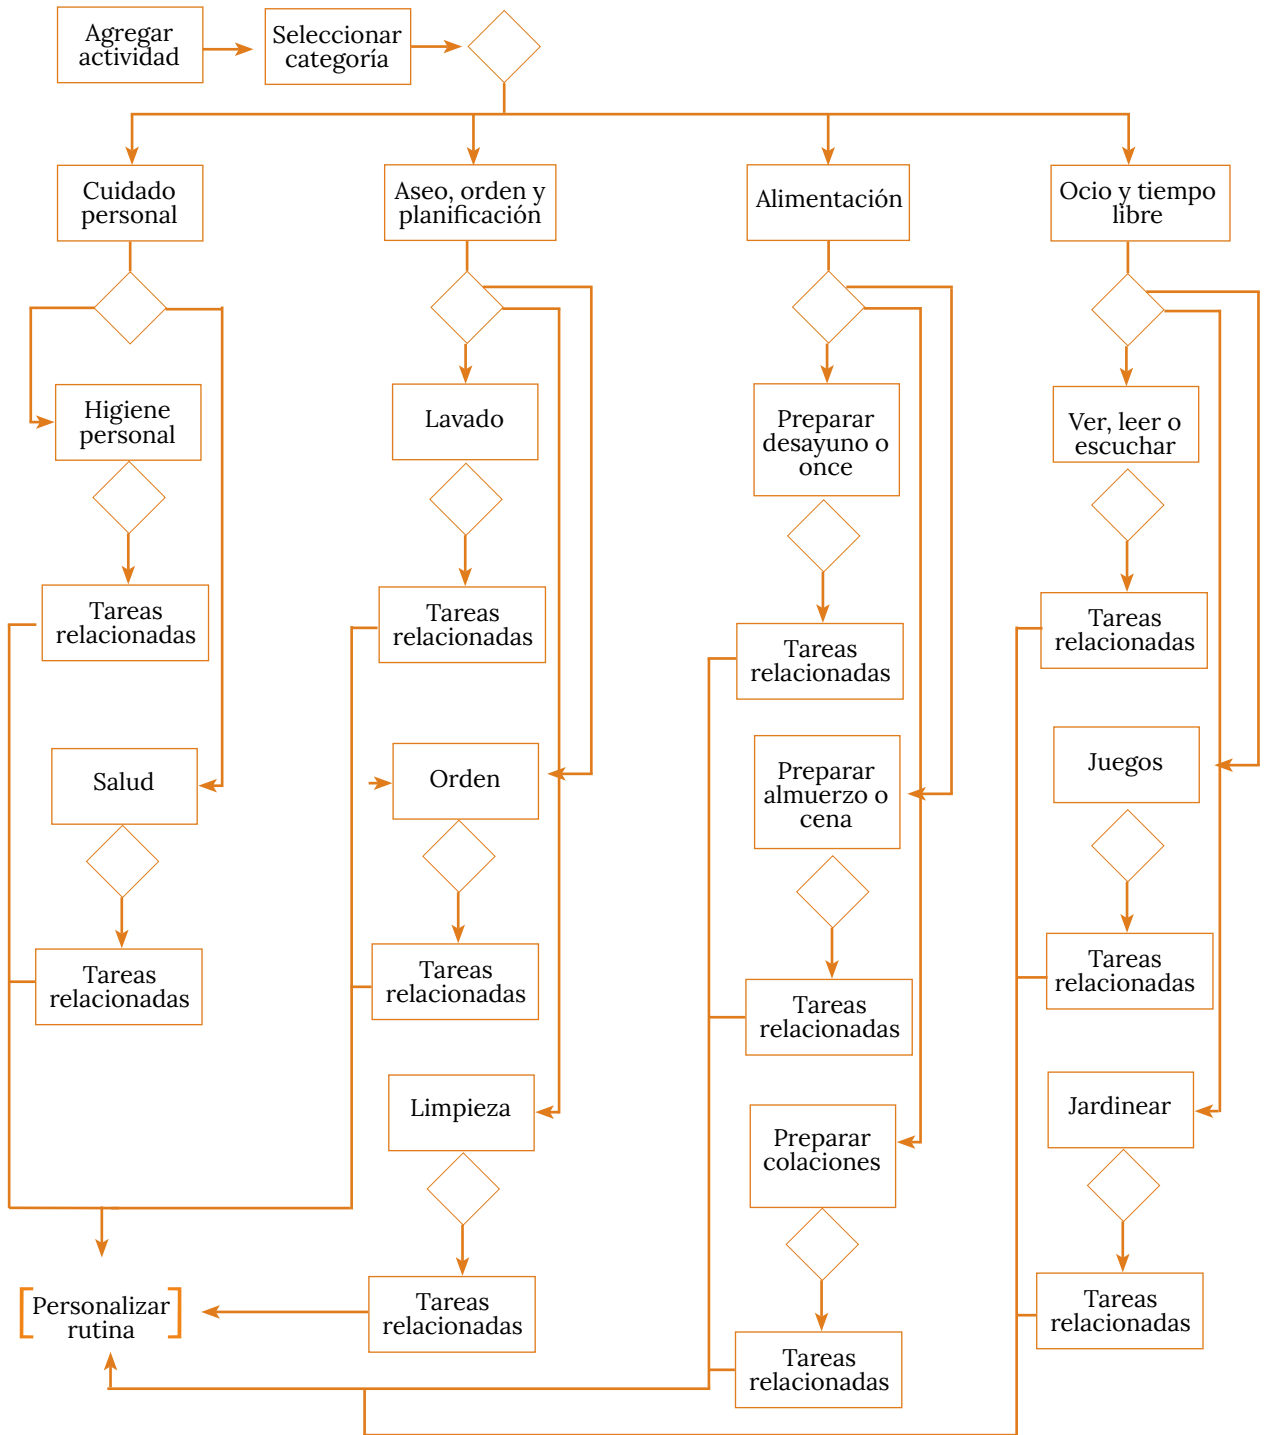 Agregar
actividad
Seleccionar
categoría
Cuidado
personal
Aseo, orden y
planificación
Alimentación
Ocio y tiempo
libre
Higiene
personal
Lavado
Preparar
desayuno o
once
Ver, leer o
escuchar
Tareas
relacionadas
Tareas
relacionadas
Tareas
relacionadas
Tareas
relacionadas
Salud
Orden
Preparar
almuerzo o
cena
Juegos
Tareas
relacionadas
Tareas
relacionadas
Tareas
relacionadas
Tareas
relacionadas
Limpieza
Preparar
colaciones
Jardinear
Personalizar
rutina
Tareas
relacionadas
Tareas
relacionadas
Tareas
relacionadas